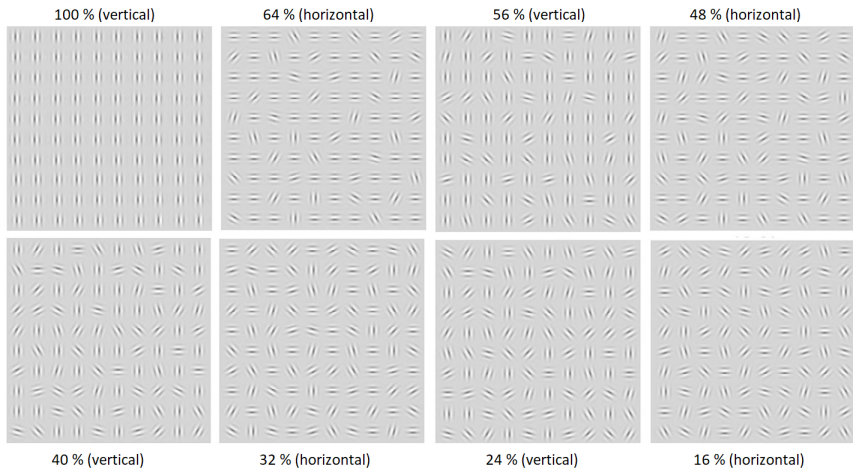 100 % (vertical)
64 % (horizontal)
56 % (vertical)
48 % (horizontal)
40 % (vertical)
32 % (horizontal)
24 % (vertical)
16 % (horizontal)